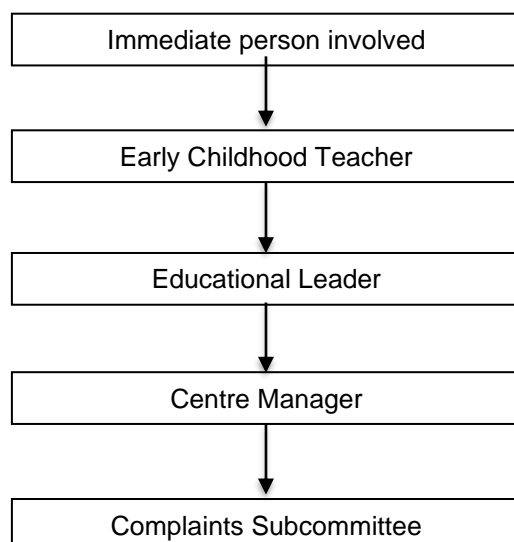 Immediate person involved
Early Childhood Teacher
Educational Leader
Centre Manager
Complaints Subcommittee